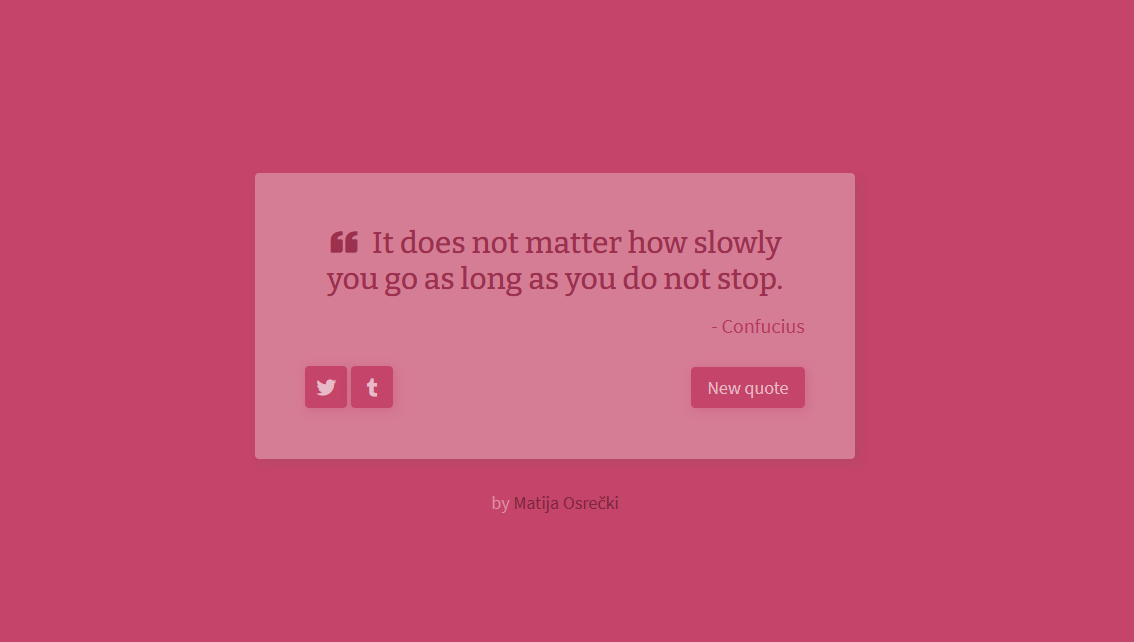 ❝ It does not matter how slowly
you go as long as you do not stop.
- Confucius
New quote
by Matija Osrečki